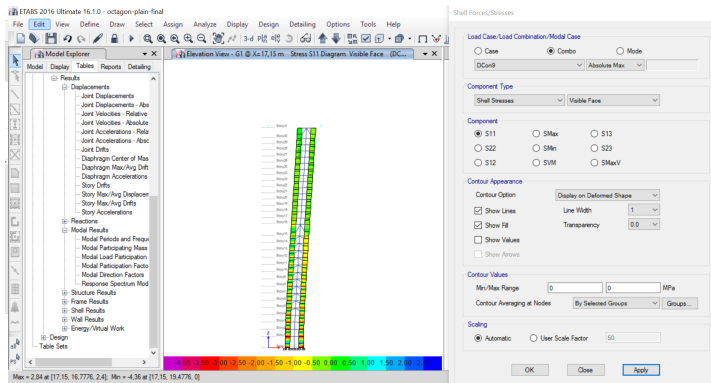 ETABS 2016 Ultimate 16.1.0 - octagon-plain-final
File Edit View Define Draw Select Assign Analyze Display Design Detailing Options Tools Help
3-d
Model Explorer
Elevation View - G1 @ X=17,15 m Stress S11 Diagram Visible Face (DC...
Model Display Tables Reports Detailing
Results
Displacements
Joint Displacements
Joint Displacements - Abs
Joint Velocities - Relative
Joint Velocities - Absolute
Joint Accelerations - Rela
Joint Accelerations - Abso
Joint Drifts
Diaphragm Center of Mas
Diaphragm Max/Avg Drift
Diaphragm Accelerations
Story Drifts
Story Max/Avg Displacen
Story Max/Avg Drifts
Story Accelerations
Reactions
Modal Results
Modal Periods and Freque
Modal Participating Mass
Modal Load Participation
Modal Participation Facto
Modal Direction Factors
Response Spectrum Mod
Structure Results
Frame Results
Shell Results
Wall Results
Energy/Virtual Work
Design
Table Sets
-4,00 -3,50 -3,00 -2,50 -2,00 -1,50 -1,00 -0,50 0,00 0,50 1,00 1,50 2,00
Max = 2.84 at [17,15, 16,7776, 2,4]; Min = -4.36 at [17,15, 19,4776, 0]
Shell Forces/Stresses
Load Case/Load Combination/Modal Case
Case Combo Mode
DCon9 Absolute Max
Component Type
Shell Stresses Visible Face
Component
S11 SMax S13
S22 SMin S23
S12 SVM SMaxV
Contour Appearance
Contour Option Display on Deformed Shape
Show Lines Line Width 1
Show Fill Transparency 0.0
Show Values
Show Arrows
Contour Values
Min/Max Range 0 0 MPa
Contour Averaging at Nodes By Selected Groups Groups...
Scaling
Automatic User Scale Factor 50
OK Close Apply